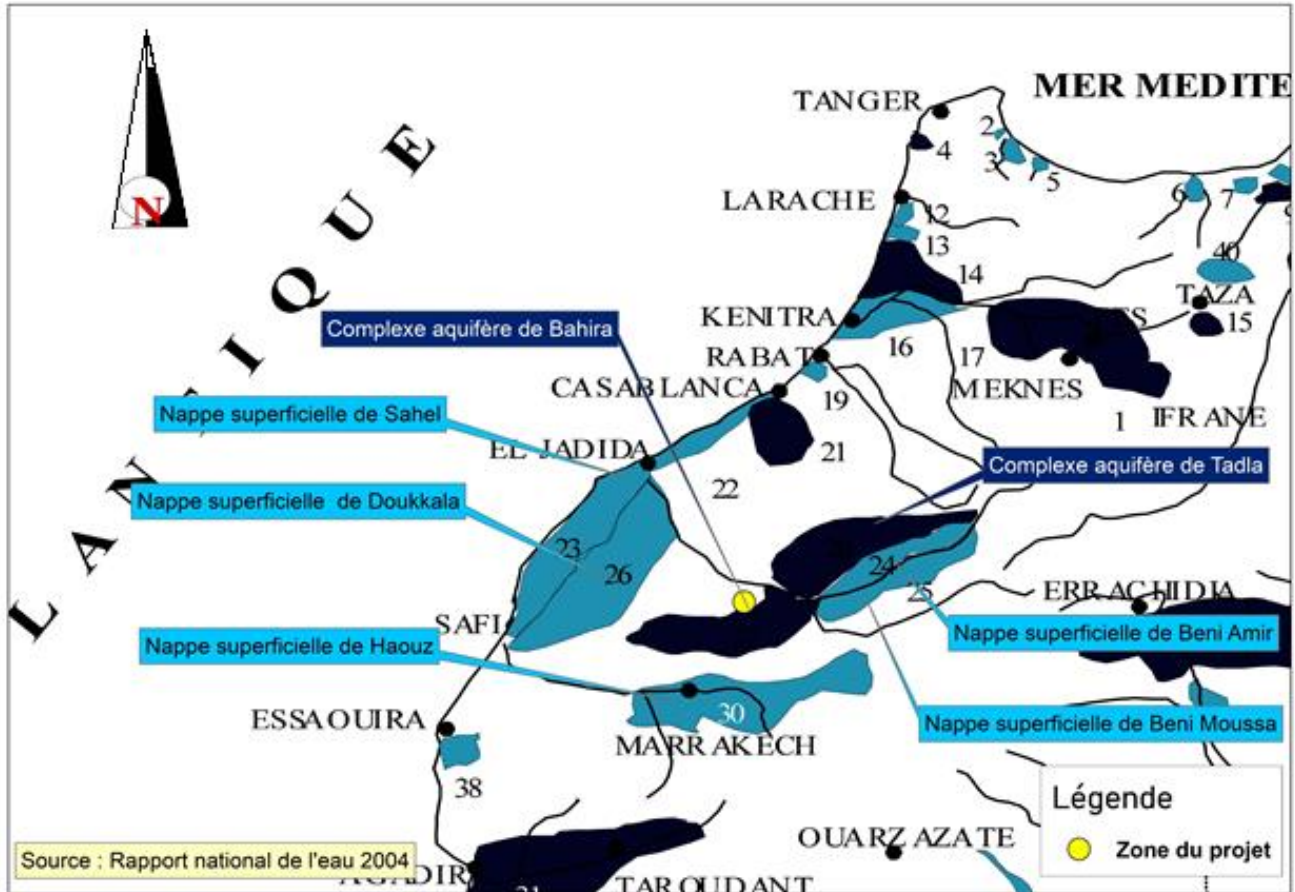 MER MEDITE
TANGER
2
4
3
5
LARACHE
6
7
12
13
40
14
TAZA
KENITRA
15
Complexe aquifère de Bahira
16
17
RABAT
MEKNES
CASABLANCA
19
Nappe superficielle de Sahel
1
IFRANE
EL JADIDA
21
Complexe aquifère de Tadla
22
Nappe superficielle de Doukkala
23
26
24
25
ERRACHIDIA
SAFI
Nappe superficielle de Beni Amir
Nappe superficielle de Haouz
ESSAOUIRA
30
Nappe superficielle de Beni Moussa
MARRAKECH
38
Légende
Zone du projet
OUARZAZATE
Source : Rapport national de l'eau 2004
AGADIR
TAROUDANT
N